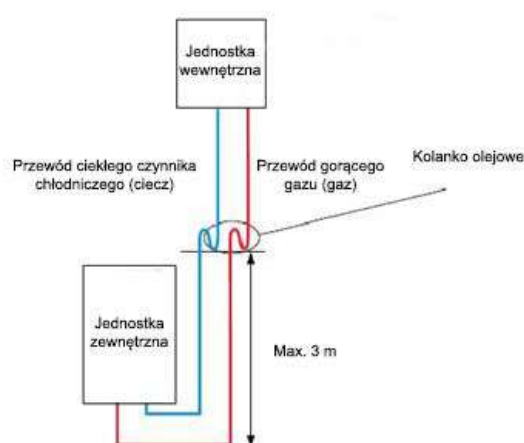 Jednostka
wewnętrzna
Przewód ciekłego czynnika
chłodniczego (ciecz)
Przewód gorącego
gazu (gaz)
Kolanko olejowe
Jednostka
zewnętrzna
Max. 3 m